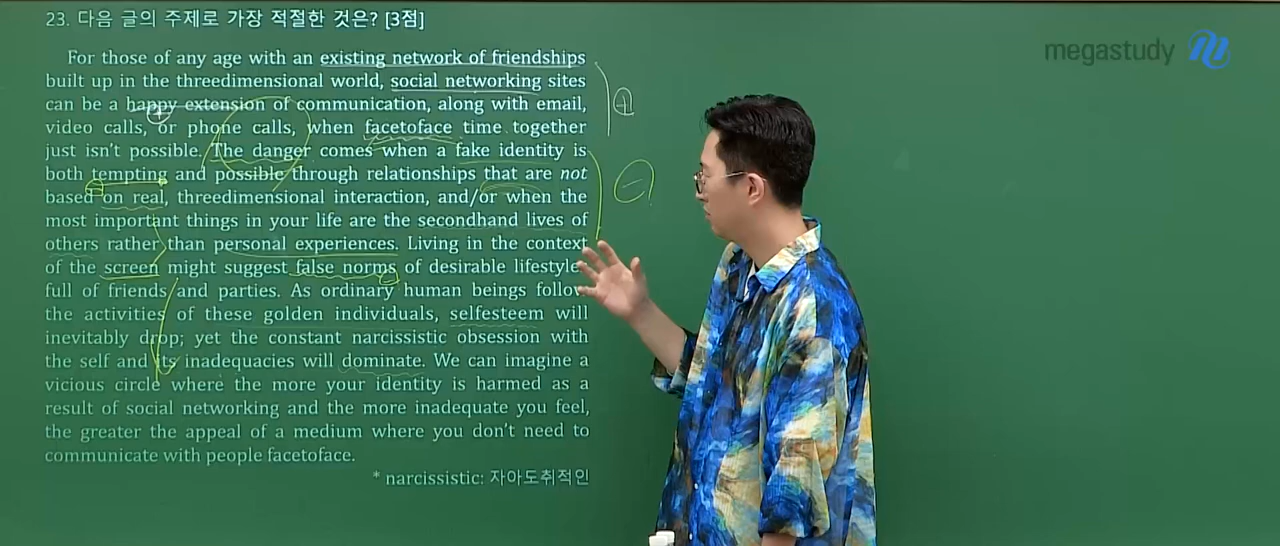 23. 다음 글의 주제로 가장 적절한 것은? [3점]
megastudy
For those of any age with an existing network of friendships
built up in the threedimensional world, social networking sites
can be a happy extension of communication, along with email,
video calls, or phone calls, when facetoface time together
just isn't possible. The danger comes when a fake identity is
both tempting and possible through relationships that are not
based on real, threedimensional interaction, and/or when the
most important things in your life are the secondhand lives of
others rather than personal experiences. Living in the context
of the screen might suggest false norms of desirable lifestyle
full of friends and parties. As ordinary human beings follow
the activities of these golden individuals, selfesteem will
inevitably drop; yet the constant narcissistic obsession with
the self and its inadequacies will dominate. We can imagine a
vicious circle where the more your identity is harmed as a
result of social networking and the more inadequate you feel,
the greater the appeal of a medium where you don't need to
communicate with people facetoface.
* narcissistic: 자아도취적인